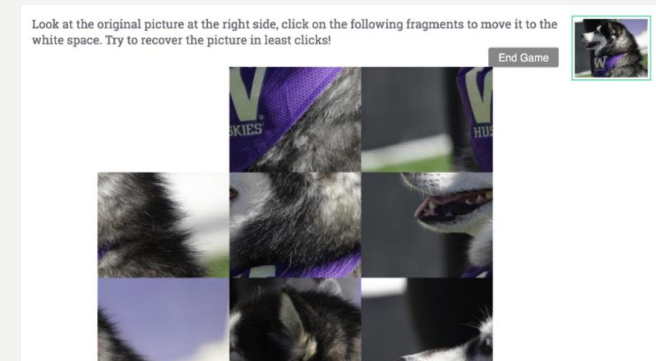 Look at the original picture at the right side, click on the following fragments to move it to the
white space. Try to recover the picture in least clicks!
End Game
W
W
SKIES
W
HUS